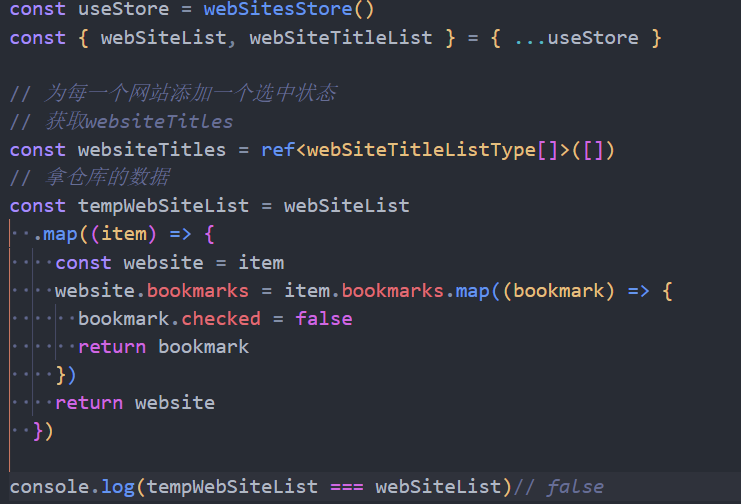 const useStore = webSitesStore()
const { webSiteList, webSiteTitleList } = { ...useStore }
// 为每一个网站添加一个选中状态
// 获取websiteTitles
const websiteTitles = ref<webSiteTitleListType[]>([])
// 拿仓库的数据
const tempWebSiteList = webSiteList
.map((item) => {
const website = item
website.bookmarks = item.bookmarks.map((bookmark) => {
bookmark.checked = false
return bookmark
})
return website
})
console.log(tempWebSiteList === webSiteList)// false